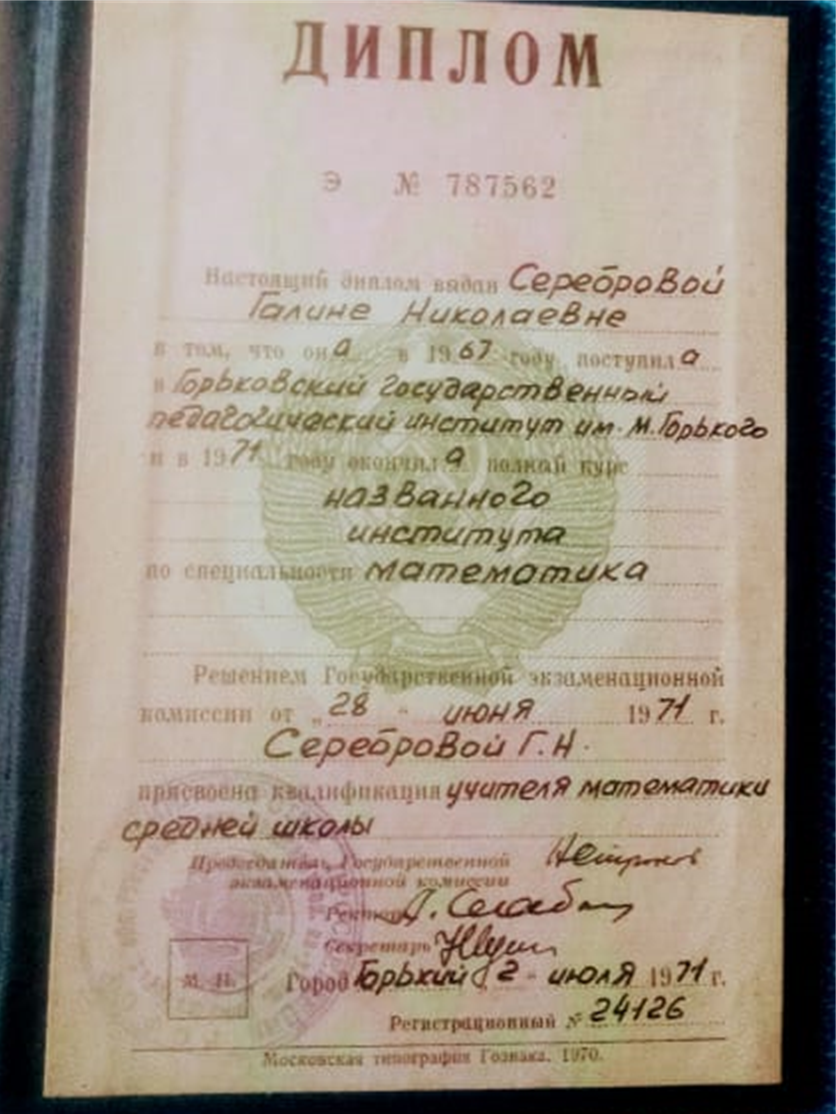 ДИПЛОМ
Э № 787562
Настоящий диплом выдан Серебровой
Галине Николаевне
в том, что она в 1967 году поступила
в Горьковский государственный
педагогический институт им. М.Горького
и в 1971 году окончила полный курс
названного
института
по специальности математика
Решением Государственной экзаменационной
комиссии от „28 " июня 1971 г.
Серебровой Г.Н.
присвоена квалификация учителя математики
средней школы
Председатель Государственной
экзаменационной комиссии
Ректор
Секретарь
М. П.
Город Горький 2 " июля 1971 г.
Регистрационный № 24126
Московская типография Гознака. 1970.